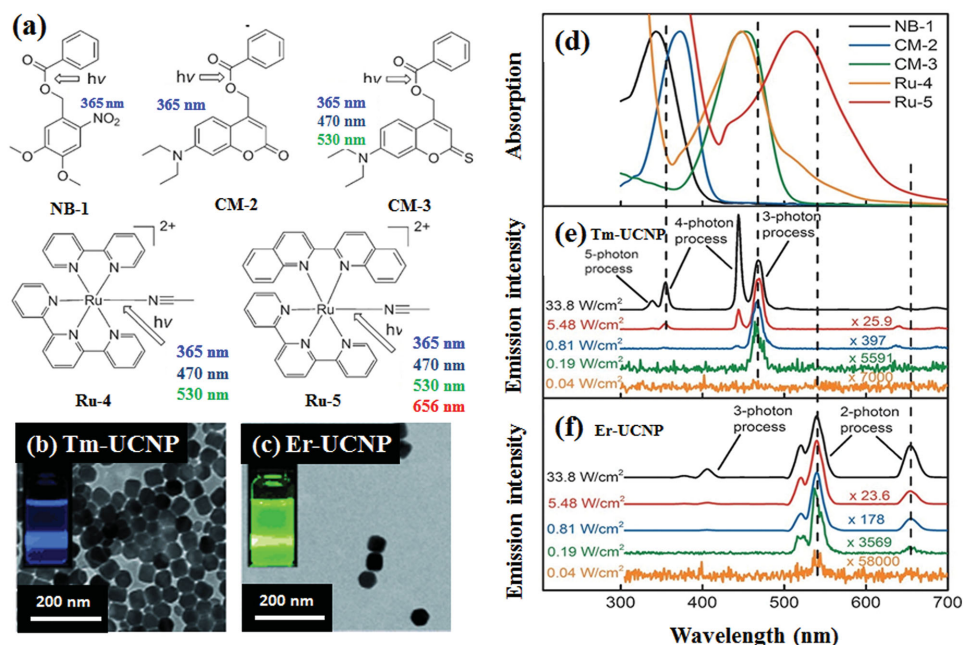 (a)
O
O
hν
365 nm
NO₂
O
O
NB-1
O
O
hν
365 nm
N
O
O
CM-2
O
O
hν
365 nm
470 nm
530 nm
N
O
S
CM-3
2+
N
N
N
Ru
N
N
N
hν
365 nm
470 nm
530 nm
Ru-4
2+
N
N
N
Ru
N
N
N
hν
365 nm
470 nm
530 nm
656 nm
Ru-5
(b) Tm-UCNP
200 nm
(c) Er-UCNP
200 nm
(d)
NB-1
CM-2
CM-3
Ru-4
Ru-5
Absorption
(e) Tm-UCNP
5-photon
process
4-photon
process
3-photon
process
33.8 W/cm²
5.48 W/cm²
x 25.9
0.81 W/cm²
x 397
0.19 W/cm²
x 5591
0.04 W/cm²
x 7000
Emission intensity
(f) Er-UCNP
3-photon
process
2-photon
process
33.8 W/cm²
5.48 W/cm²
x 23.6
0.81 W/cm²
x 178
0.19 W/cm²
x 3569
0.04 W/cm²
x 58000
Emission intensity
300
400
500
600
700
Wavelength (nm)